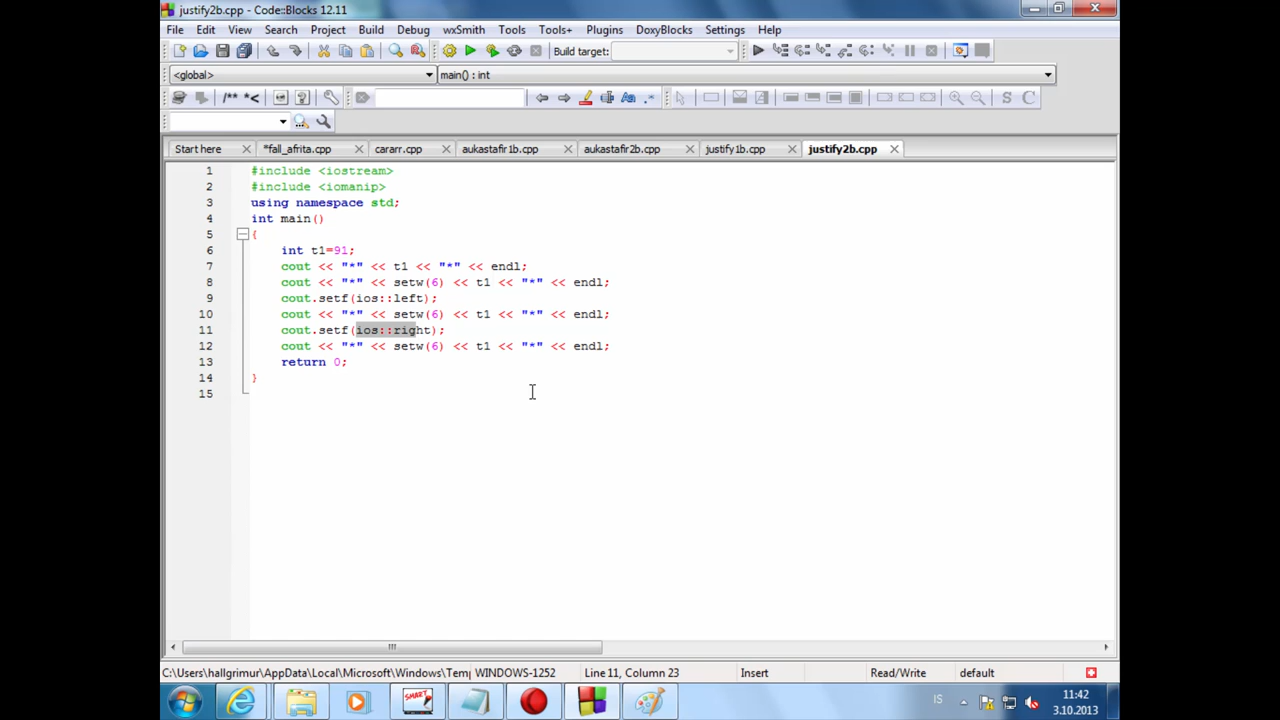 justify2b.cpp - Code::Blocks 12.11
File Edit View Search Project Build Debug wxSmith Tools Tools+ Plugins DoxyBlocks Settings Help
Build target:
<global> main() : int
/** *<
Aa .*
S C
Start here *fall_afrita.cpp cararr.cpp aukastafir1b.cpp aukastafir2b.cpp justify1b.cpp justify2b.cpp
1 #include <iostream>
2 #include <iomanip>
3 using namespace std;
4 int main()
5 {
6 int t1=91;
7 cout << "*" << t1 << "*" << endl;
8 cout << "*" << setw(6) << t1 << "*" << endl;
9 cout.setf(ios::left);
10 cout << "*" << setw(6) << t1 << "*" << endl;
11 cout.setf(ios::right);
12 cout << "*" << setw(6) << t1 << "*" << endl;
13 return 0;
14 }
15
C:\Users\hallgrimur\AppData\Local\Microsoft\Windows\Temp WINDOWS-1252 Line 11, Column 23 Insert Read/Write default
SMART
IS
11:42
3.10.2013